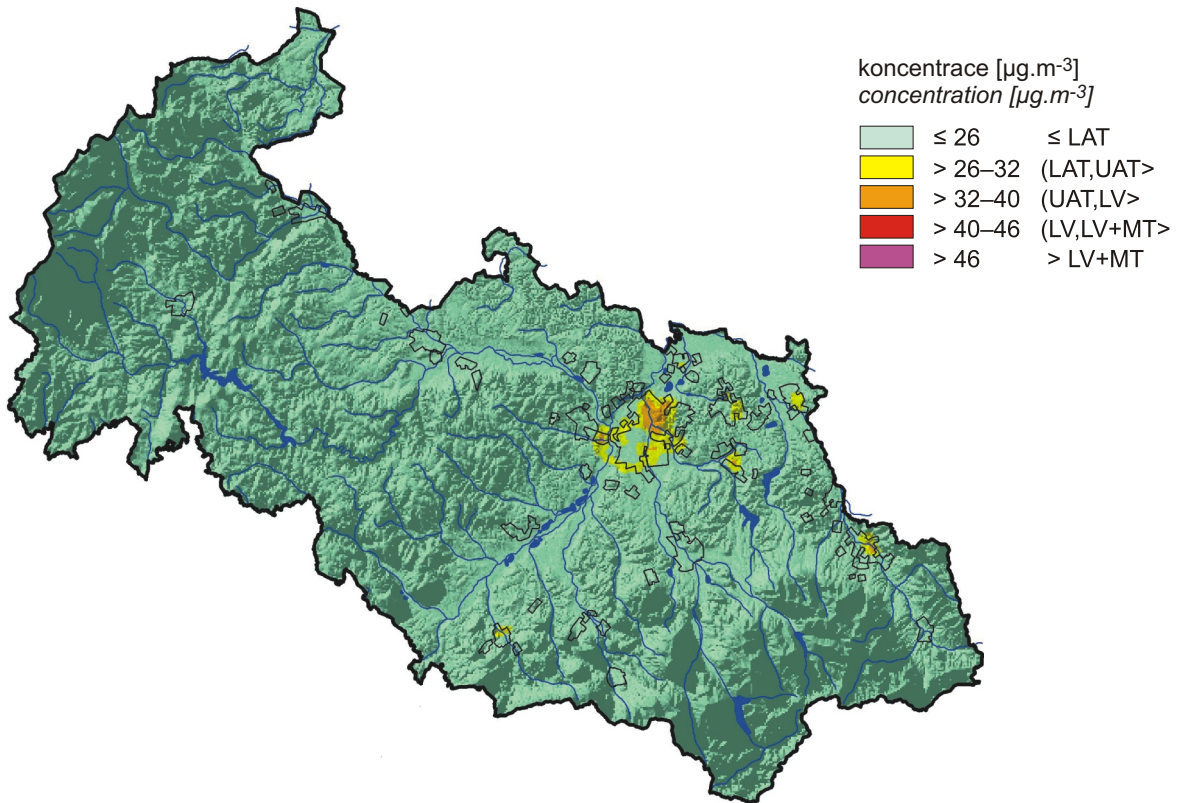 koncentrace [µg.m-3]
concentration [µg.m-3]
≤ 26 ≤ LAT
> 26–32 (LAT,UAT>
> 32–40 (UAT,LV>
> 40–46 (LV,LV+MT>
> 46 > LV+MT